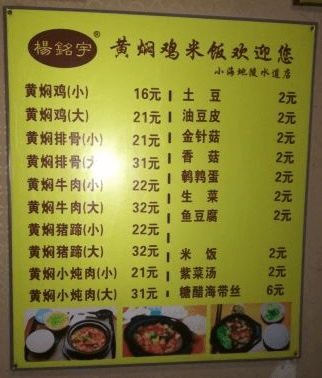 楊銘宇®
黄焖鸡米饭欢迎您
小海地陵水道店
黄焖鸡(小) 16元
黄焖鸡(大) 21元
黄焖排骨(小) 21元
黄焖排骨(大) 31元
黄焖牛肉(小) 22元
黄焖牛肉(大) 32元
黄焖猪蹄(小) 22元
黄焖猪蹄(大) 32元
黄焖小炖肉(小) 21元
黄焖小炖肉(大) 31元
土豆 2元
油豆皮 2元
金针菇 2元
香菇 2元
鹌鹑蛋 2元
生菜 2元
鱼豆腐 2元
米饭 2元
紫菜汤 2元
糖醋海带丝 6元